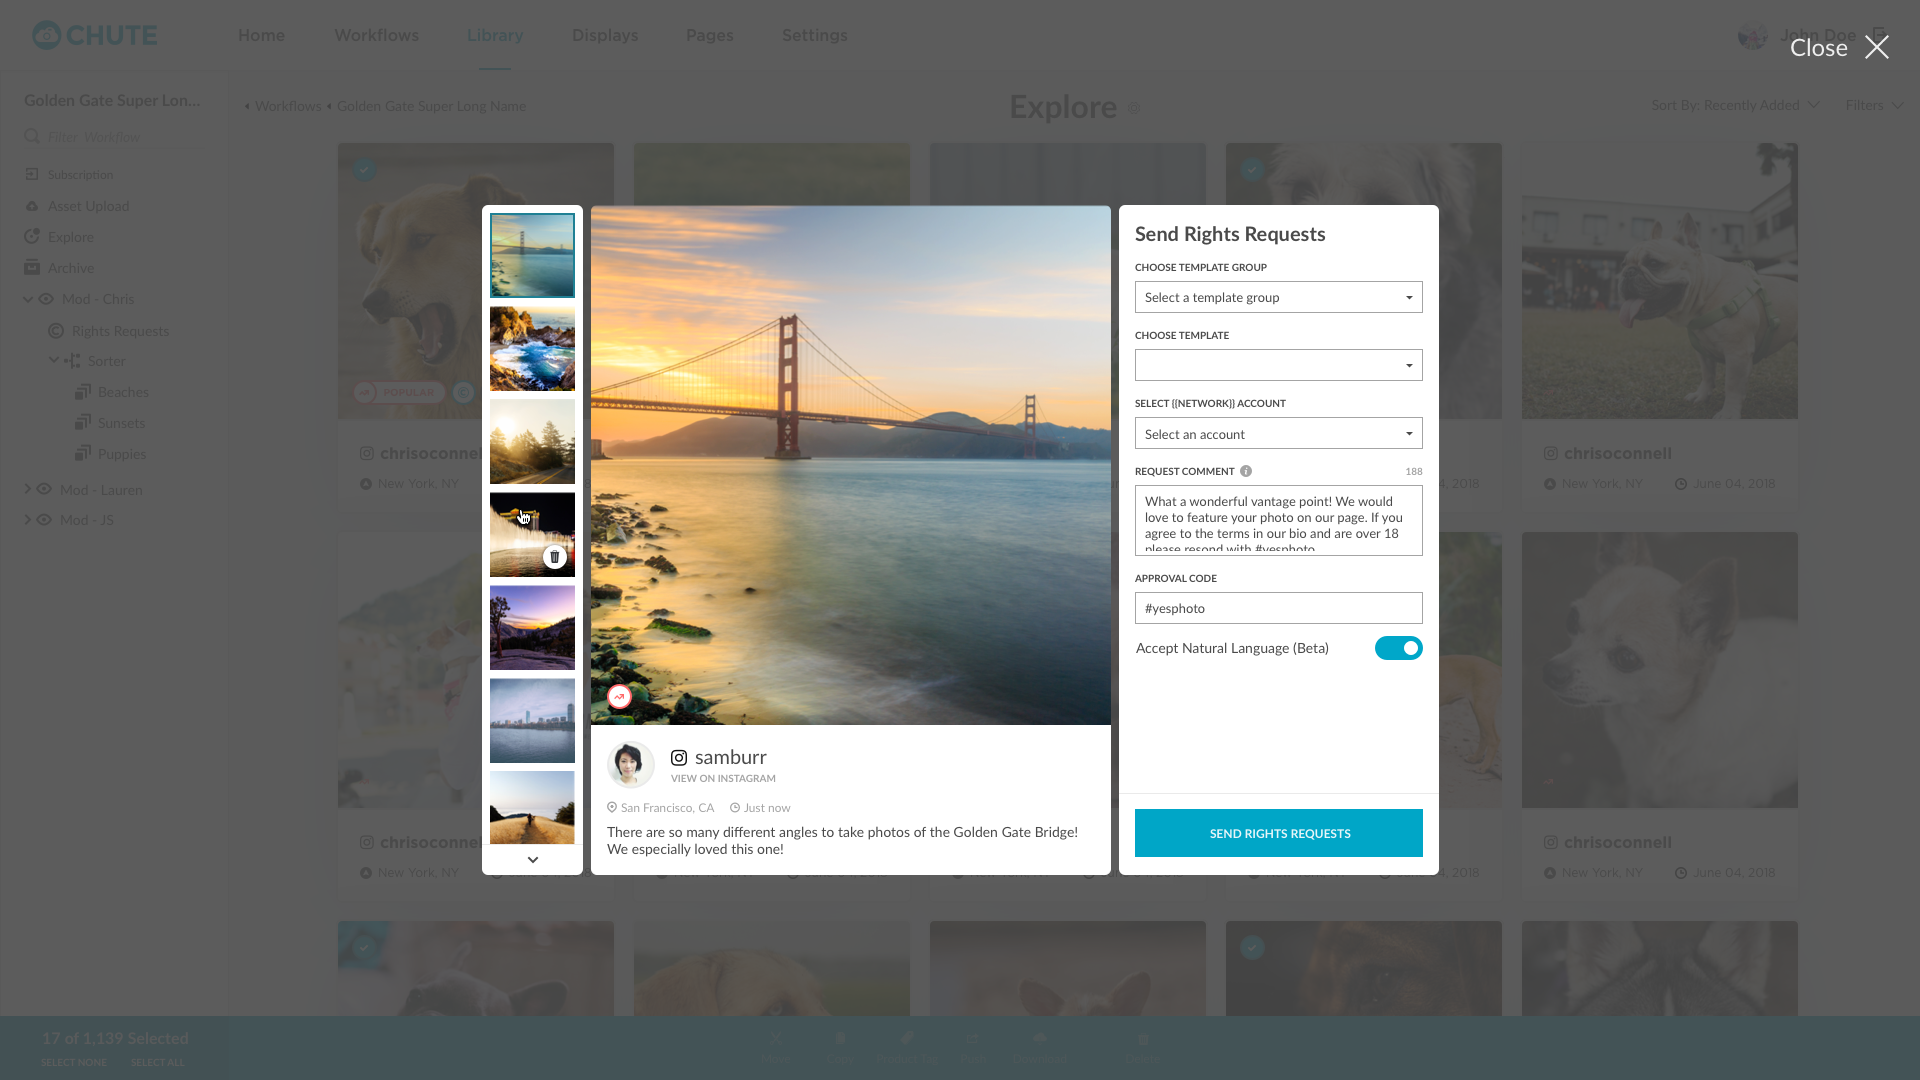 CHUTE
Home
Workflows
Library
Displays
Pages
Settings
John Doe
Close
Golden Gate Super Lon...
Workflows
Golden Gate Super Long Name
Explore
Sort By: Recently Added
Filters
Filter Workflow
Subscription
Asset Upload
Explore
Archive
Mod - Chris
Rights Requests
Sorter
Beaches
Sunsets
Puppies
Mod - Lauren
Mod - JS
POPULAR
chrisoconnell
New York, NY
4, 2018
chrisoconnell
New York, NY
June 04, 2018
chrisoconnell
New York, NY
4, 2018
chrisoconnell
New York, NY
June 04, 2018
samburr
VIEW ON INSTAGRAM
San Francisco, CA
Just now
There are so many different angles to take photos of the Golden Gate Bridge!
We especially loved this one!
Send Rights Requests
CHOOSE TEMPLATE GROUP
Select a template group
CHOOSE TEMPLATE
SELECT {{NETWORK}} ACCOUNT
Select an account
REQUEST COMMENT
188
What a wonderful vantage point! We would
love to feature your photo on our page. If you
agree to the terms in our bio and are over 18
please respond with #yesphoto
APPROVAL CODE
#yesphoto
Accept Natural Language (Beta)
SEND RIGHTS REQUESTS
17 of 1,139 Selected
SELECT NONE
SELECT ALL